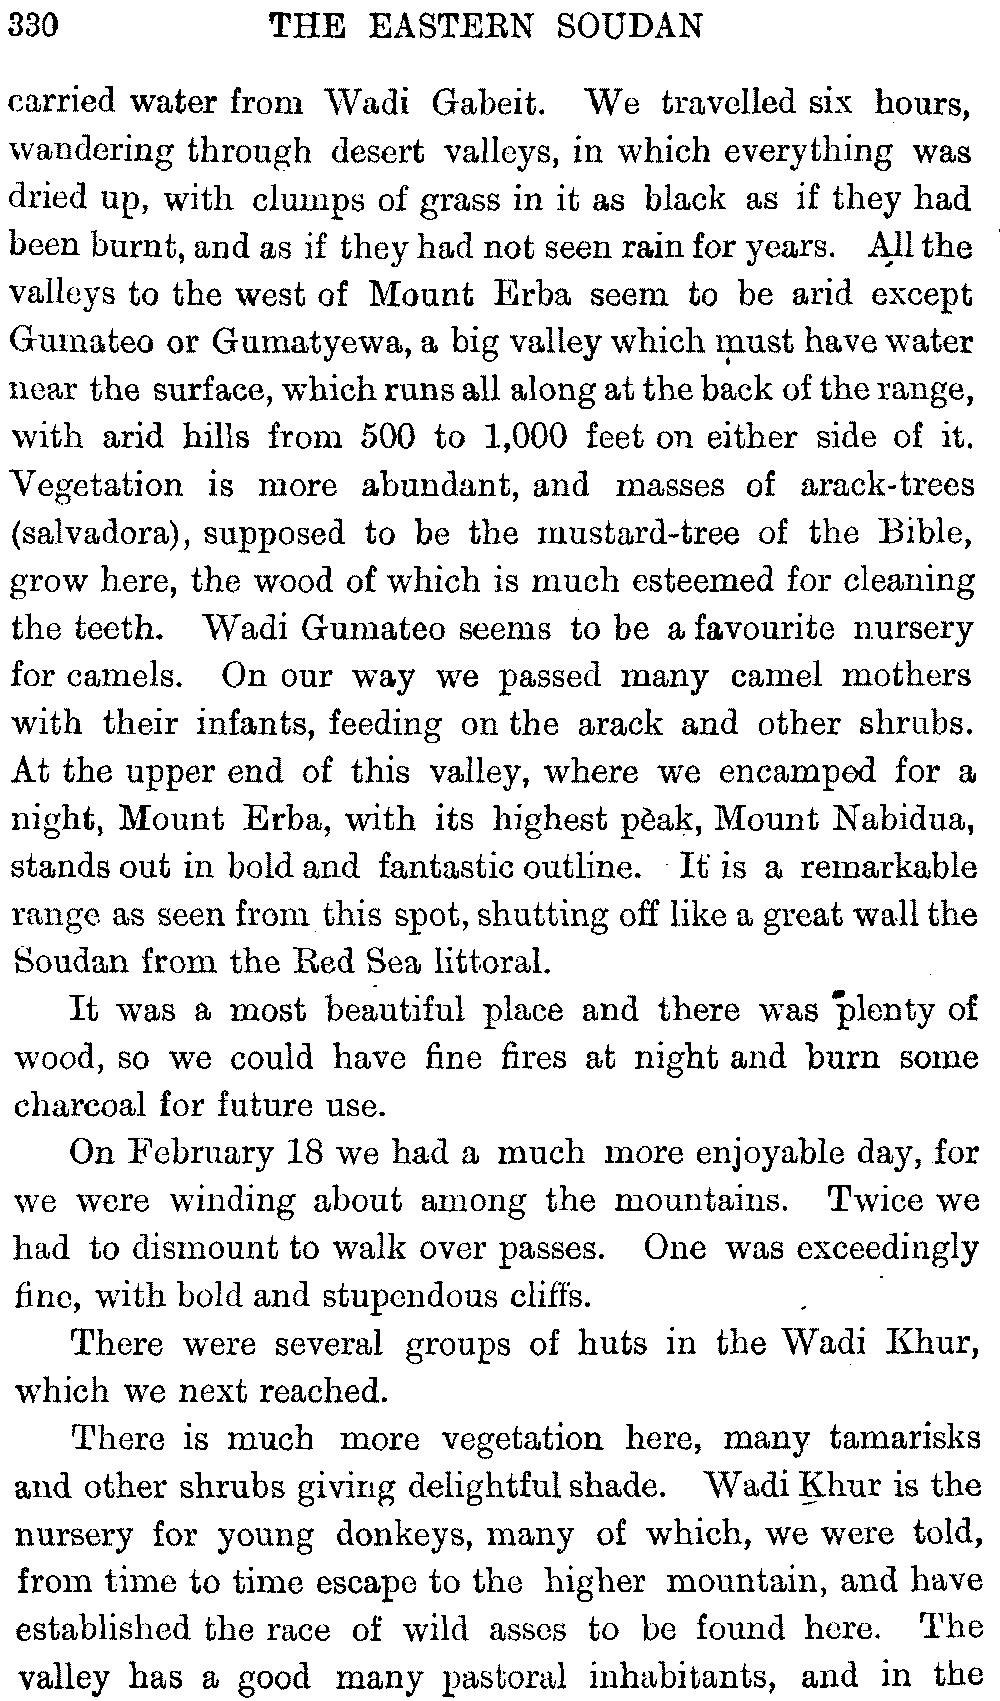 330 THE EASTERN SOUDAN
carried water from Wadi Gabeit. We travelled six hours,
wandering through desert valleys, in which everything was
dried up, with clumps of grass in it as black as if they had
been burnt, and as if they had not seen rain for years. All the
valleys to the west of Mount Erba seem to be arid except
Gumateo or Gumatyewa, a big valley which must have water
near the surface, which runs all along at the back of the range,
with arid hills from 500 to 1,000 feet on either side of it.
Vegetation is more abundant, and masses of arack-trees
(salvadora), supposed to be the mustard-tree of the Bible,
grow here, the wood of which is much esteemed for cleaning
the teeth. Wadi Gumateo seems to be a favourite nursery
for camels. On our way we passed many camel mothers
with their infants, feeding on the arack and other shrubs.
At the upper end of this valley, where we encamped for a
night, Mount Erba, with its highest peak, Mount Nabidua,
stands out in bold and fantastic outline. It is a remarkable
range as seen from this spot, shutting off like a great wall the
Soudan from the Red Sea littoral.
It was a most beautiful place and there was plenty of
wood, so we could have fine fires at night and burn some
charcoal for future use.
On February 18 we had a much more enjoyable day, for
we were winding about among the mountains. Twice we
had to dismount to walk over passes. One was exceedingly
fine, with bold and stupendous cliffs.
There were several groups of huts in the Wadi Khur,
which we next reached.
There is much more vegetation here, many tamarisks
and other shrubs giving delightful shade. Wadi Khur is the
nursery for young donkeys, many of which, we were told,
from time to time escape to the higher mountain, and have
established the race of wild asses to be found here. The
valley has a good many pastoral inhabitants, and in the